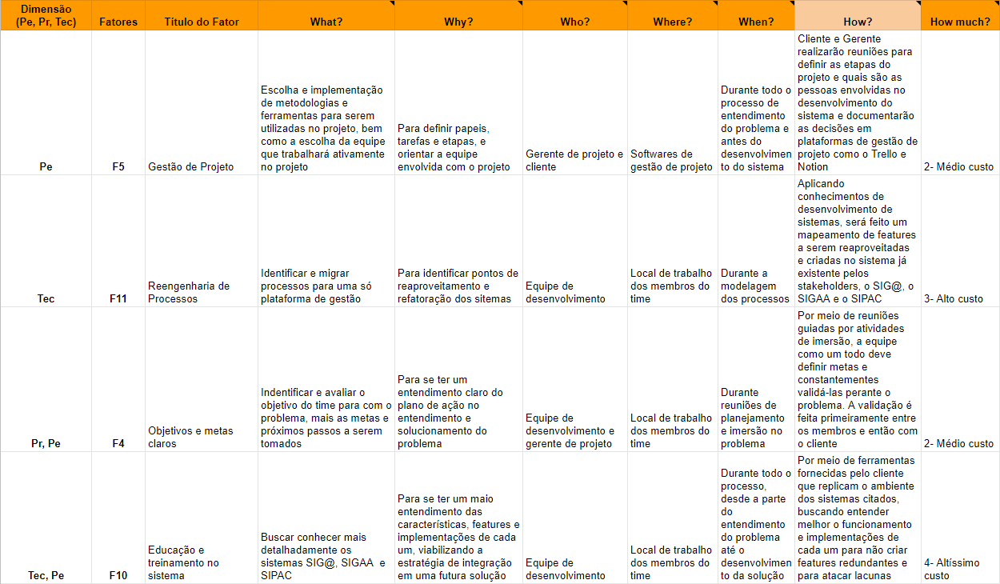 Dimensão
(Pe, Pr, Tec)
Fatores
Título do Fator
What?
Why?
Who?
Where?
When?
How?
How much?
Pe
F5
Gestão de Projeto
Escolha e implementação
de metodologias e
ferramentas para serem
utilizadas no projeto, bem
como a escolha da equipe
que trabalhará ativamente
no projeto
Para definir papeis,
tarefas e etapas, e
orientar a equipe
envolvida com o projeto
Gerente de projeto e
cliente
Softwares de
gestão de projeto
Durante todo o
processo de
entendimento
do problema e
antes do
desenvolvimen
to do sistema
Cliente e Gerente
realizarão reuniões para
definir as etapas do
projeto e quais são as
pessoas envolvidas no
desenvolvimento do
sistema e documentarão
as decisões em
plataformas de gestão de
projeto como o Trello e
Notion
2- Médio custo
Tec
F11
Reengenharia de
Processos
Identificar e migrar
processos para uma só
plataforma de gestão
Para identificar pontos de
reaproveitamento e
refatoração dos sitemas
Equipe de
desenvolvimento
Local de trabalho
dos membros do
time
Durante a
modelagem
dos processos
Aplicando
conhecimentos de
desenvolvimento de
sistemas, será feito um
mapeamento de features
a serem reaproveitadas
e criadas no sistema já
existente pelos
stakeholders, o SIG@, o
SIGAA e o SIPAC
3- Alto custo
Pr, Pe
F4
Objetivos e metas
claros
Indentificar e avaliar o
objetivo do time para com o
problema, mais as metas e
próximos passos a serem
tomados
Para se ter um
entendimento claro do
plano de ação no
entendimento e
solucionamento do
problema
Equipe de
desenvolvimento e
gerente de projeto
Local de trabalho
dos membros do
time
Durante
reuniões de
planejamento
e imersão no
problema
Por meio de reuniões
guiadas por atividades
de imersão, a equipe
como um todo deve
definir metas e
constantementes
validá-las perante o
problema. A validação é
feita primeiramente entre
os membros e então com
o cliente
2- Médio custo
Tec, Pe
F10
Educação e
treinamento no
sistema
Buscar conhecer mais
detalhadamente os
sistemas SIG@, SIGAA e
SIPAC
Para se ter um maio
entendimento das
características, features e
implementações de cada
um, viabilizando a
estratégia de integração
em uma futura solução
Equipe de
desenvolvimento
Local de trabalho
dos membros do
time
Durante todo o
processo,
desde a parte
do
entendimento
do problema
até o
desenvolvimen
to da solução
Por meio de ferramentas
fornecidas pelo cliente
que replicam o ambiente
dos sistemas citados,
buscando entender
melhor o funcionamento
e implementações de
cada um para não criar
features redundantes e
para atacar lacunas
4- Altíssimo
custo